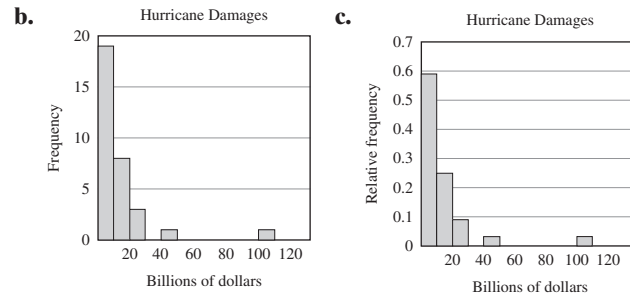 b.
Hurricane Damages
20
15
10
5
0
Frequency
20 40 60 80 100 120
Billions of dollars
c.
Hurricane Damages
0.7
0.6
0.5
0.4
0.3
0.2
0.1
0
Relative frequency
20 40 60 80 100 120
Billions of dollars